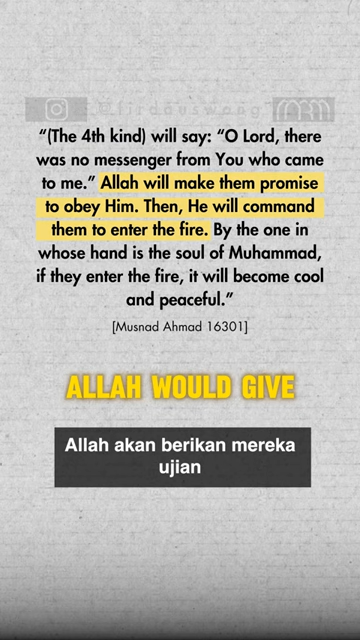 @firdauswong
"(The 4th kind) will say: "O Lord, there
was no messenger from You who came
to me." Allah will make them promise
to obey Him. Then, He will command
them to enter the fire. By the one in
whose hand is the soul of Muhammad,
if they enter the fire, it will become cool
and peaceful."
[Musnad Ahmad 16301]
ALLAH WOULD GIVE
Allah akan berikan mereka
ujian